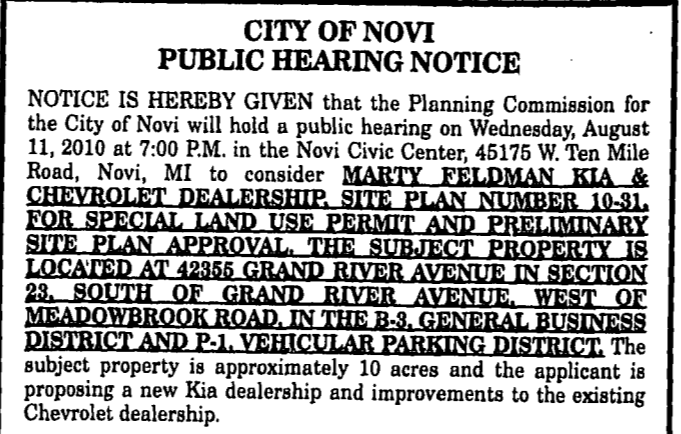 CITY OF NOVI
PUBLIC HEARING NOTICE
NOTICE IS HEREBY GIVEN that the Planning Commission for
the City of Novi will hold a public hearing on Wednesday, August
11, 2010 at 7:00 P.M. in the Novi Civic Center, 45175 W. Ten Mile
Road, Novi, MI to consider MARTY FELDMAN KIA &
CHEVROLET DEALERSHIP, SITE PLAN NUMBER 10-31,
FOR SPECIAL LAND USE PERMIT AND PRELIMINARY
SITE PLAN APPROVAL. THE SUBJECT PROPERTY IS
LOCATED AT 42355 GRAND RIVER AVENUE IN SECTION
23, SOUTH OF GRAND RIVER AVENUE, WEST OF
MEADOWBROOK ROAD, IN THE B-3, GENERAL BUSINESS
DISTRICT AND P-1, VEHICULAR PARKING DISTRICT. The
subject property is approximately 10 acres and the applicant is
proposing a new Kia dealership and improvements to the existing
Chevrolet dealership.